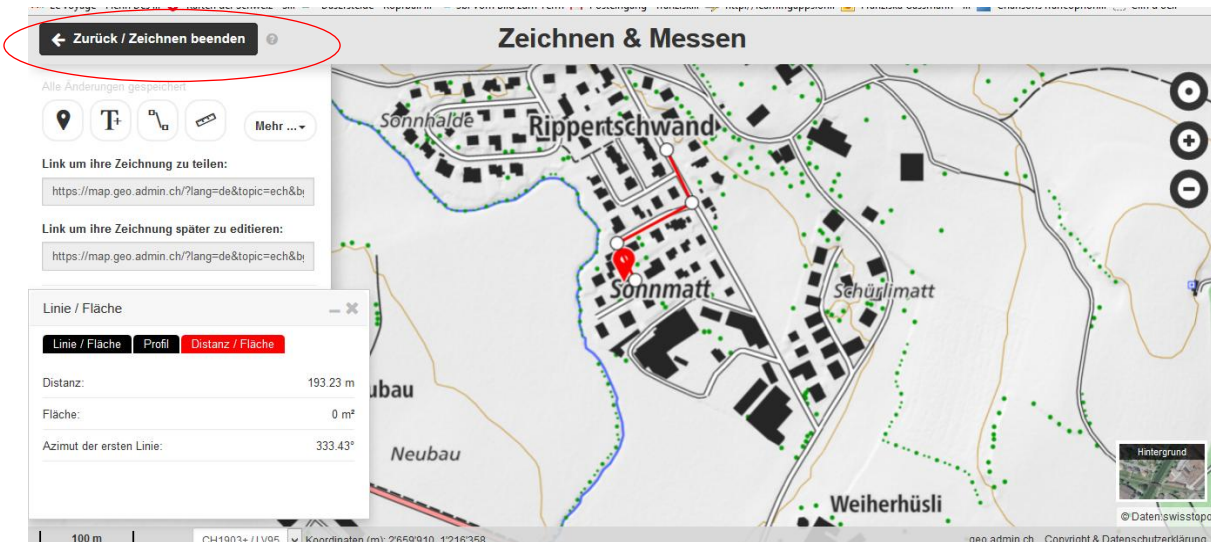 Zurück / Zeichnen beenden
Zeichnen & Messen
Alle Änderungen gespeichert
T+
Mehr ...
Link um ihre Zeichnung zu teilen:
https://map.geo.admin.ch/?lang=de&topic=ech&b
Link um ihre Zeichnung später zu editieren:
https://map.geo.admin.ch/?lang=de&topic=ech&b
Linie / Fläche
Linie / Fläche Profil Distanz / Fläche
Distanz: 193.23 m
Fläche: 0 m²
Azimut der ersten Linie: 333.43°
Sonnhalde
Rippertschwand
Sonnmatt
Schürlimatt
ubau
Neubau
Weiherhüsli
Hintergrund
© Daten:swisstopo
100 m
CH1903+ / LV95 Koordinaten (m): 2'659'910, 1'216'358
geo.admin.ch Copyright & Datenschutzerklärung